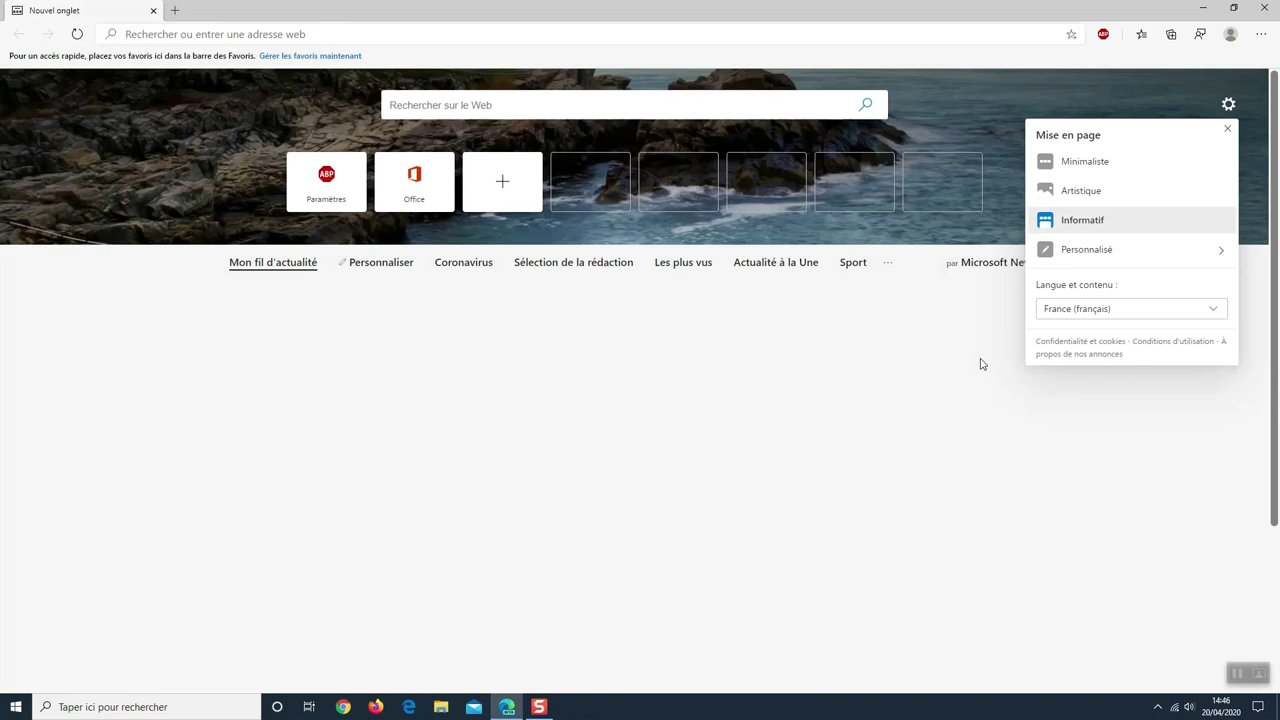 Nouvel onglet
Rechercher ou entrer une adresse web
ABP
Pour un accès rapide, placez vos favoris ici dans la barre des Favoris. Gérer les favoris maintenant
Rechercher sur le Web
ABP
Paramètres
Office
Mise en page
Minimaliste
Artistique
Informatif
Personnalisé
Langue et contenu :
France (français)
Confidentialité et cookies · Conditions d'utilisation · À
propos de nos annonces
Mon fil d'actualité Personnaliser Coronavirus Sélection de la rédaction Les plus vus Actualité à la Une Sport ... par Microsoft Ne
Taper ici pour rechercher
S
14:46
20/04/2020